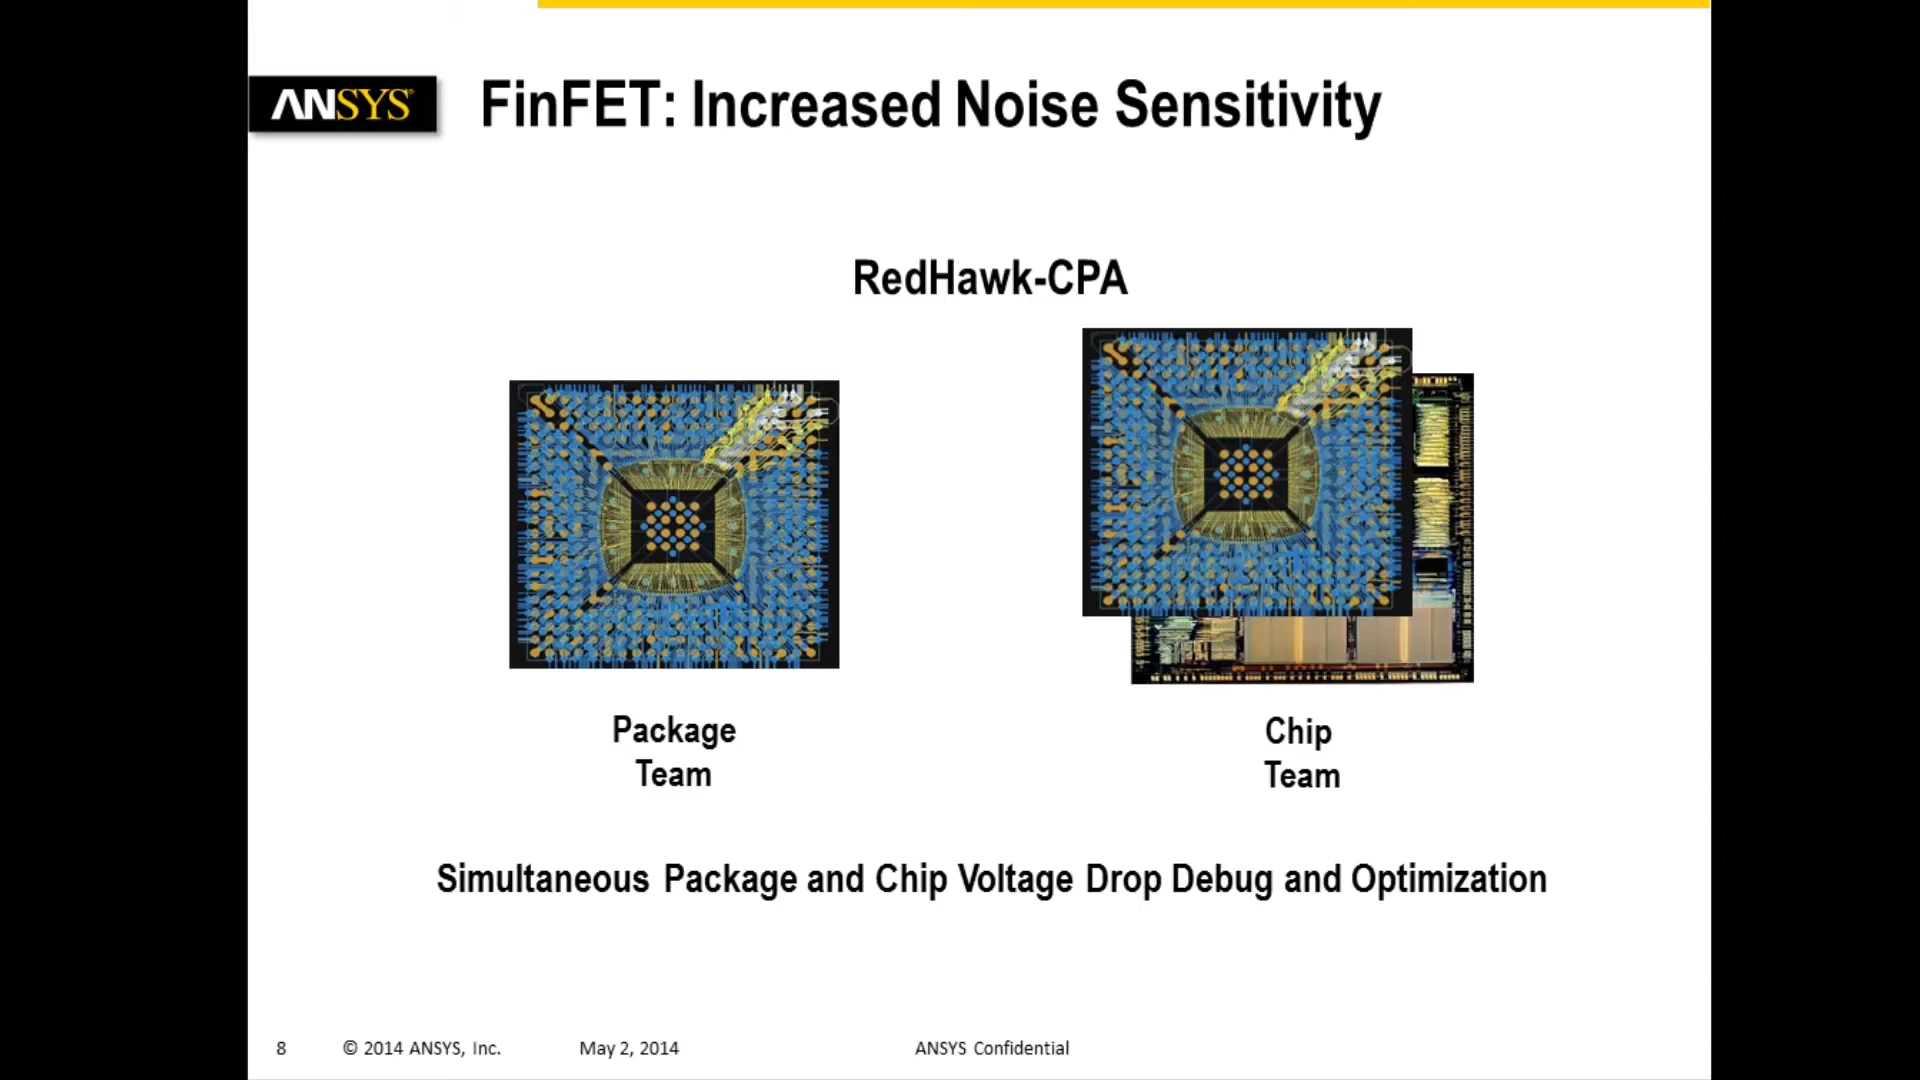 ANSYS
FinFET: Increased Noise Sensitivity
RedHawk-CPA
Package
Team
Chip
Team
Simultaneous Package and Chip Voltage Drop Debug and Optimization
8 © 2014 ANSYS, Inc. May 2, 2014 ANSYS Confidential